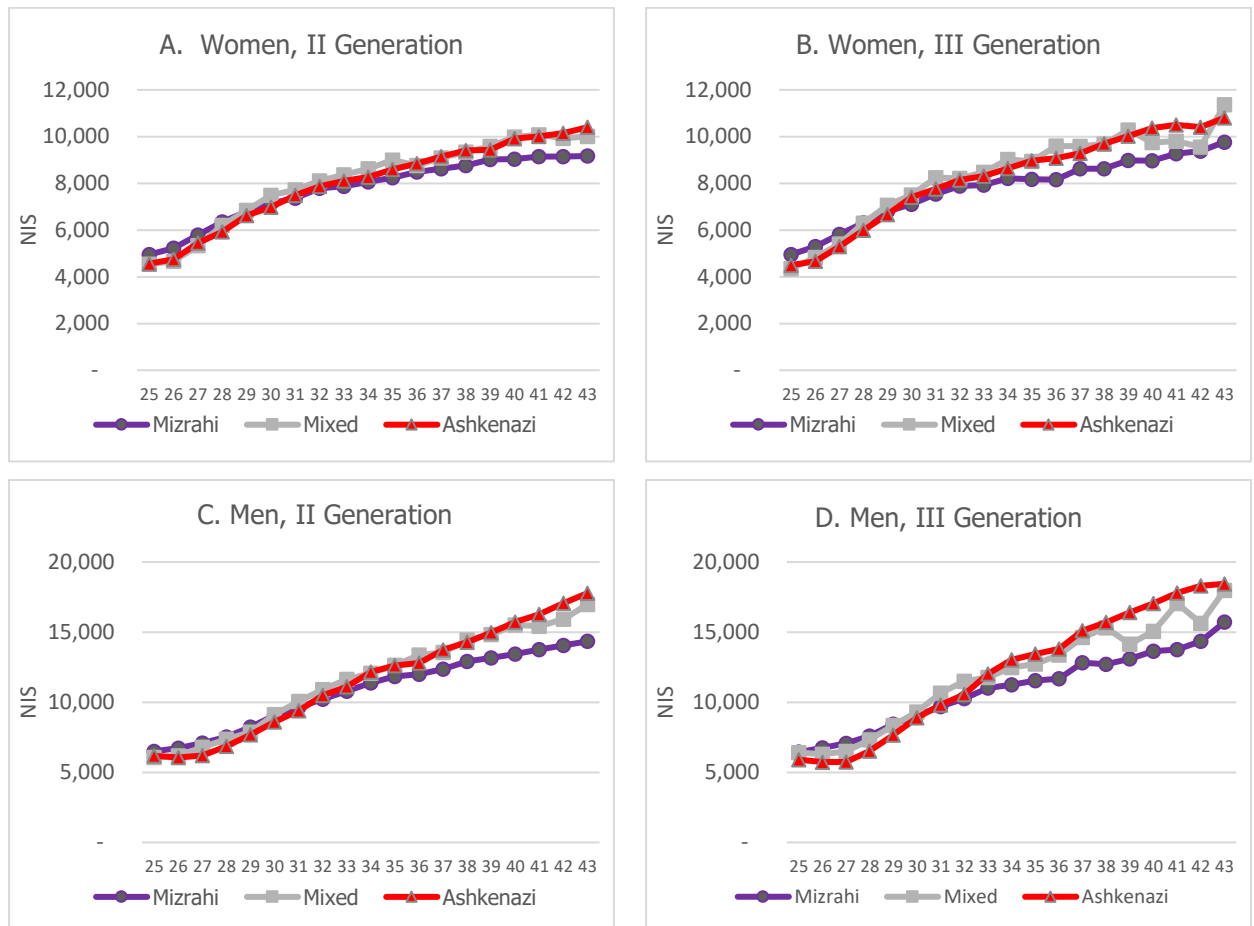 A. Women, II Generation
12,000
10,000
8,000
6,000
4,000
2,000
-
NIS
25 26 27 28 29 30 31 32 33 34 35 36 37 38 39 40 41 42 43
Mizrahi Mixed Ashkenazi
B. Women, III Generation
12,000
10,000
8,000
6,000
4,000
2,000
-
NIS
25 26 27 28 29 30 31 32 33 34 35 36 37 38 39 40 41 42 43
Mizrahi Mixed Ashkenazi
C. Men, II Generation
20,000
15,000
10,000
5,000
-
NIS
25 26 27 28 29 30 31 32 33 34 35 36 37 38 39 40 41 42 43
Mizrahi Mixed Ashkenazi
D. Men, III Generation
20,000
15,000
10,000
5,000
-
NIS
25 26 27 28 29 30 31 32 33 34 35 36 37 38 39 40 41 42 43
Mizrahi Mixed Ashkenazi